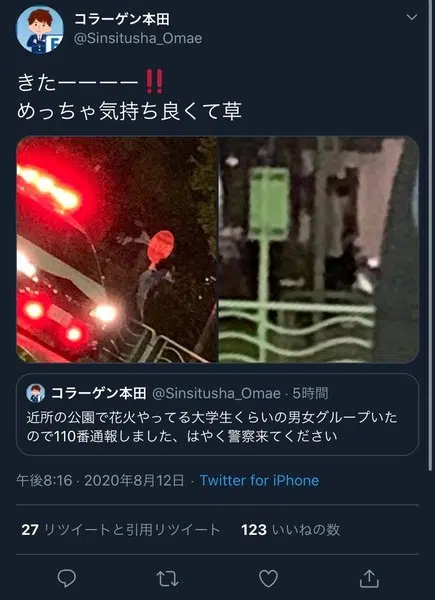 コラーゲン本田
@Sinsitusha_Omae
きたーーーー‼️
めっちゃ気持ち良くて草
コラーゲン本田 @Sinsitusha_Omae · 5時間
近所の公園で花火やってる大学生くらいの男女グループいた
ので110番通報しました、はやく警察来てください
午後8:16 · 2020年8月12日 · Twitter for iPhone
27 リツイートと引用リツイート 123 いいねの数